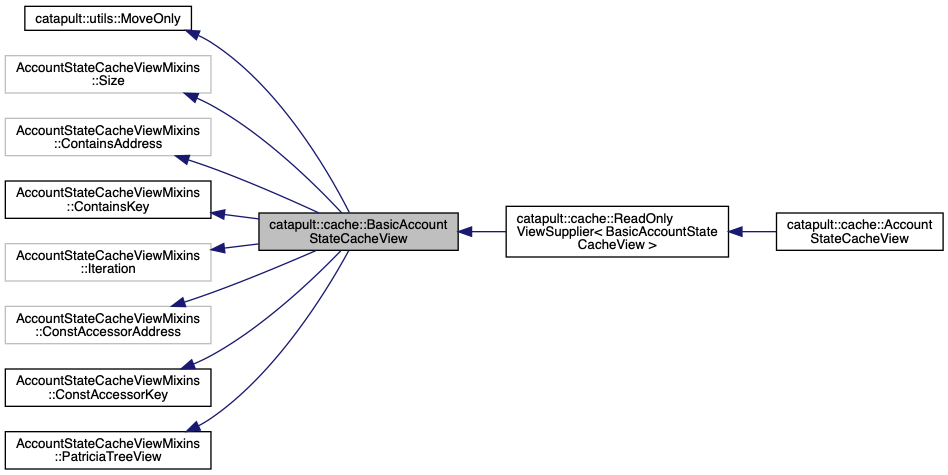 catapult::utils::MoveOnly
AccountStateCacheViewMixins
::Size
AccountStateCacheViewMixins
::ContainsAddress
AccountStateCacheViewMixins
::ContainsKey
AccountStateCacheViewMixins
::Iteration
AccountStateCacheViewMixins
::ConstAccessorAddress
AccountStateCacheViewMixins
::ConstAccessorKey
AccountStateCacheViewMixins
::PatriciaTreeView
catapult::cache::BasicAccount
StateCacheView
catapult::cache::ReadOnly
ViewSupplier< BasicAccountState
CacheView >
catapult::cache::Account
StateCacheView